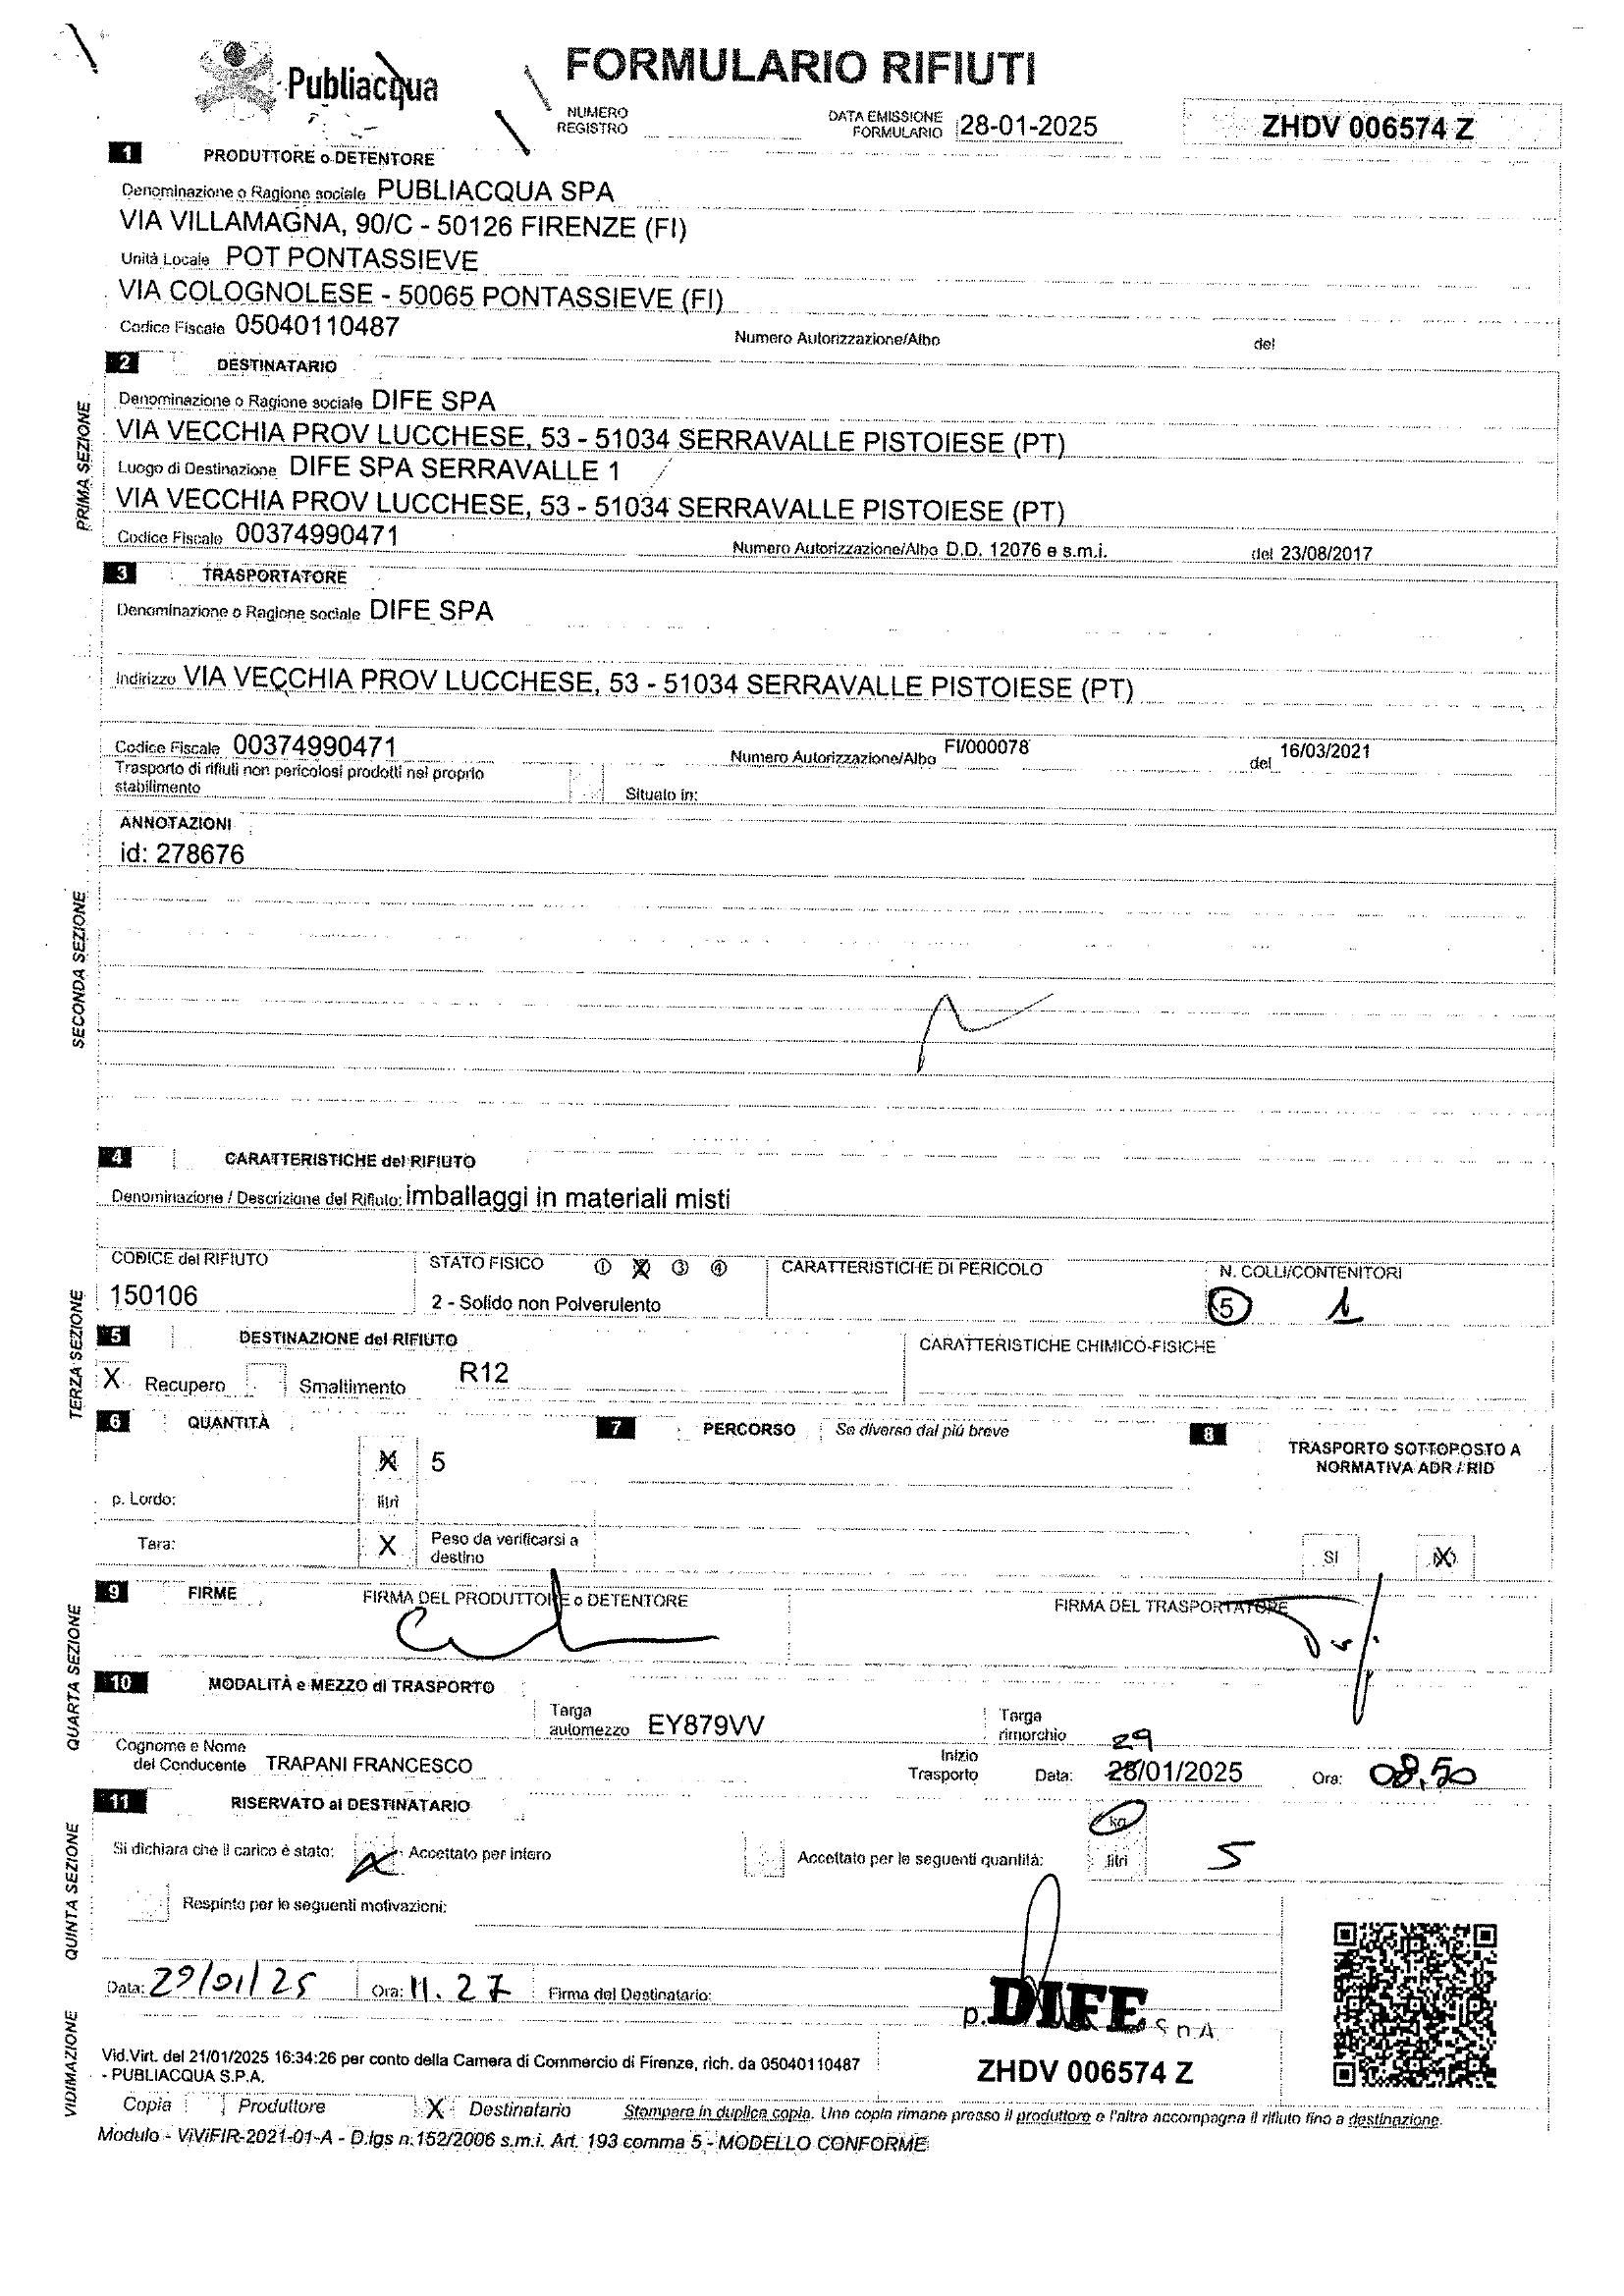 Publiacqua
FORMULARIO RIFIUTI
NUMERO REGISTRO
DATA EMISSIONE FORMULARIO 28-01-2025
ZHDV 006574 Z
1 PRODUTTORE o DETENTORE
Denominazione o Ragione sociale PUBLIACQUA SPA
VIA VILLAMAGNA, 90/C - 50126 FIRENZE (FI)
Unità Locale POT PONTASSIEVE
VIA COLOGNOLESE - 50065 PONTASSIEVE (FI)
Codice Fiscale 05040110487 Numero Autorizzazione/Albo del
PRIMA SEZIONE
2 DESTINATARIO
Denominazione o Ragione sociale DIFE SPA
VIA VECCHIA PROV LUCCHESE, 53 - 51034 SERRAVALLE PISTOIESE (PT)
Luogo di Destinazione DIFE SPA SERRAVALLE 1
VIA VECCHIA PROV LUCCHESE, 53 - 51034 SERRAVALLE PISTOIESE (PT)
Codice Fiscale 00374990471 Numero Autorizzazione/Albo D.D. 12076 e s.m.i. del 23/08/2017
3 TRASPORTATORE
Denominazione o Ragione sociale DIFE SPA
Indirizzo VIA VECCHIA PROV LUCCHESE, 53 - 51034 SERRAVALLE PISTOIESE (PT)
Codice Fiscale 00374990471 Numero Autorizzazione/Albo FI/000078 del 16/03/2021
Trasporto di rifiuti non pericolosi prodotti nel proprio
stabilimento Situato in:
SECONDA SEZIONE
ANNOTAZIONI
id: 278676
TERZA SEZIONE
4 CARATTERISTICHE del RIFIUTO
Denominazione / Descrizione del Rifiuto: imballaggi in materiali misti
CODICE del RIFIUTO STATO FISICO 1 X 3 4 CARATTERISTICHE DI PERICOLO N. COLLI/CONTENITORI
150106 2 - Solido non Polverulento 5 1
5 DESTINAZIONE del RIFIUTO CARATTERISTICHE CHIMICO-FISICHE
X Recupero Smaltimento R12
6 QUANTITÀ 7 PERCORSO Se diverso dal più breve 8 TRASPORTO SOTTOPOSTO A
NORMATIVA ADR / RID
X 5
p. Lordo: litri
Tara: X Peso da verificarsi a
destino
SI X
QUARTA SEZIONE
9 FIRME FIRMA DEL PRODUTTORE o DETENTORE FIRMA DEL TRASPORTATORE
10 MODALITÀ e MEZZO di TRASPORTO
Targa automezzo EY879VV Targa rimorchio
29
Cognome e Nome
del Conducente TRAPANI FRANCESCO Inizio Trasporto Data: 28/01/2025 Ora: 08.50
QUINTA SEZIONE
11 RISERVATO al DESTINATARIO
kg
Si dichiara che il carico è stato: X Accettato per intero Accettato per le seguenti quantità: litri 5
Respinto per le seguenti motivazioni:
Data: 29/01/25 Ora: 11.27 Firma del Destinatario:
p. DIFE S.p.A.
VIDIMAZIONE
Vid.Virt. del 21/01/2025 16:34:26 per conto della Camera di Commercio di Firenze, rich. da 05040110487
- PUBLIACQUA S.P.A.
ZHDV 006574 Z
Copia Produttore X Destinatario Stampare in duplice copia. Una copia rimane presso il produttore e l'altra accompagna il rifiuto fino a destinazione.
Modulo - ViViFIR-2021-01-A - D.lgs n.152/2006 s.m.i. Art. 193 comma 5 - MODELLO CONFORME